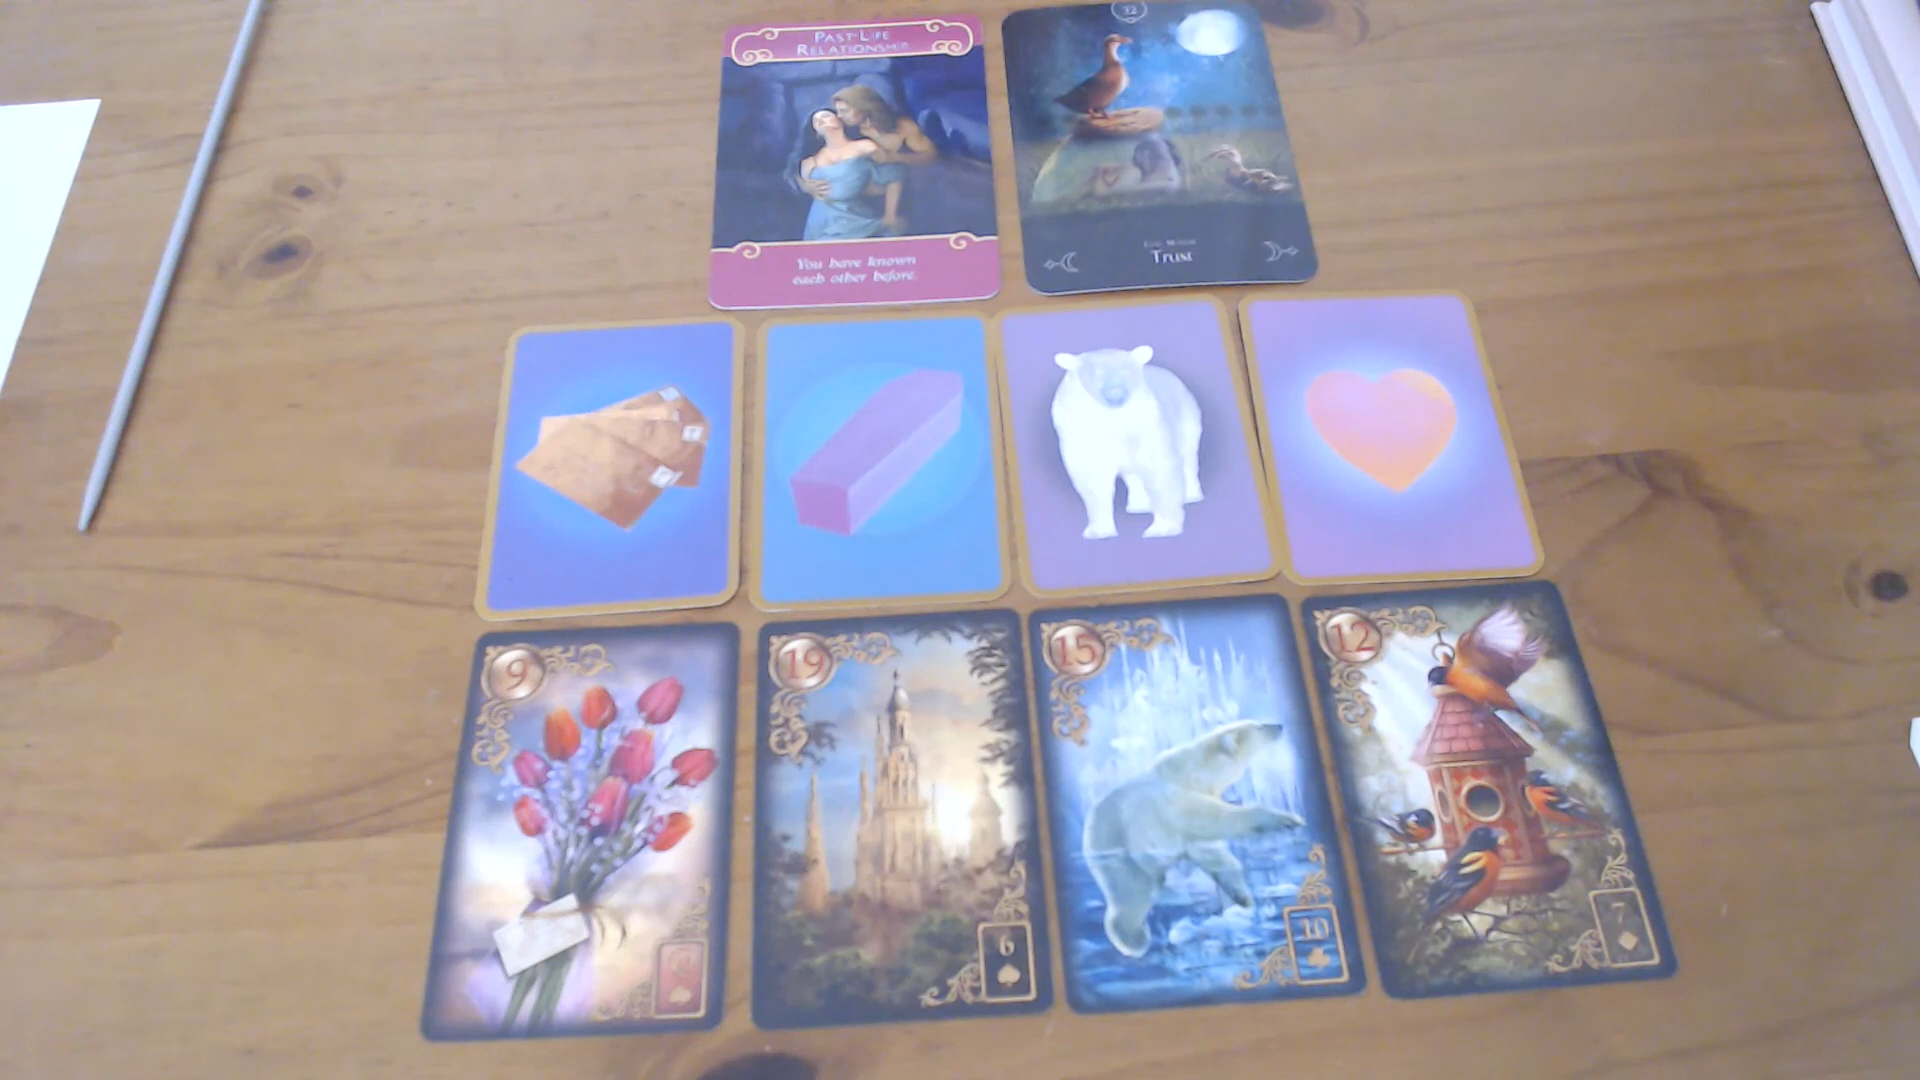 PAST-LIFE
RELATIONSHIP
32
You have known
each other before.
Trust
9
19
15
12
6
10
7